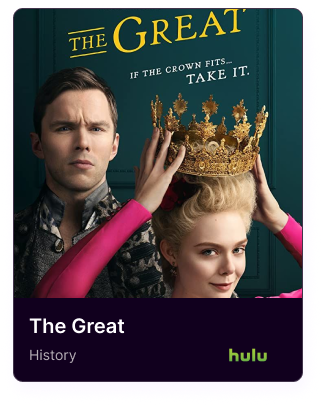 THE GREAT
IF THE CROWN FITS...
TAKE IT.
The Great
History
hulu